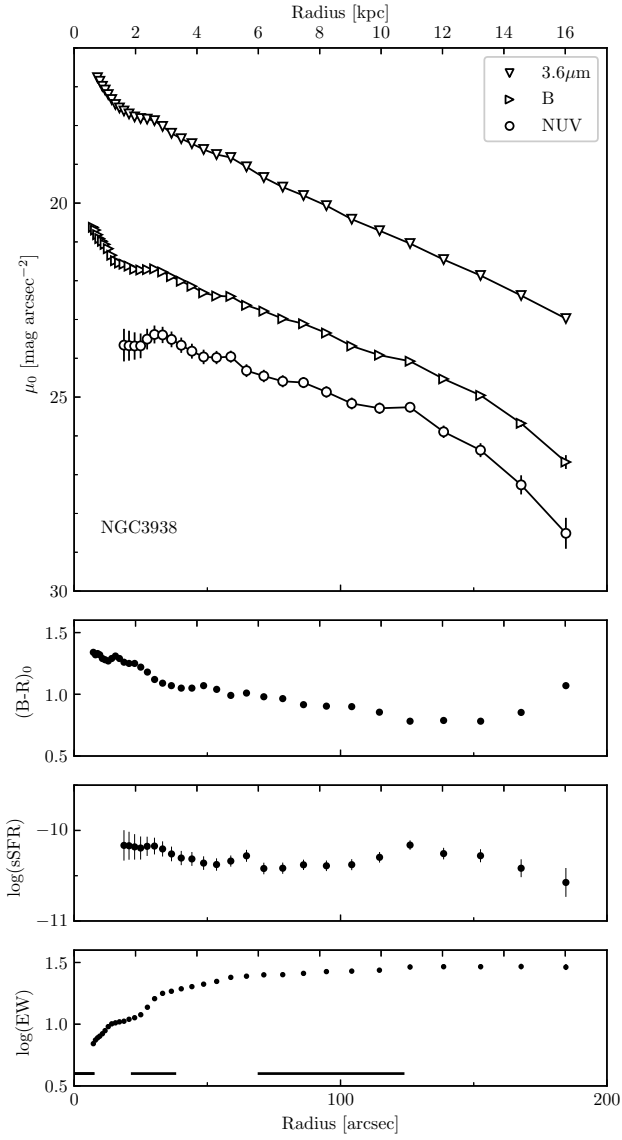 Radius [kpc]
0 2 4 6 8 10 12 14 16
3.6μm
B
NUV
20
25
30
μ₀ [mag arcsec⁻²]
NGC3938
1.5
1.0
0.5
(B-R)₀
−10
−11
log(sSFR)
1.5
1.0
0.5
log(EW)
0 100 200
Radius [arcsec]